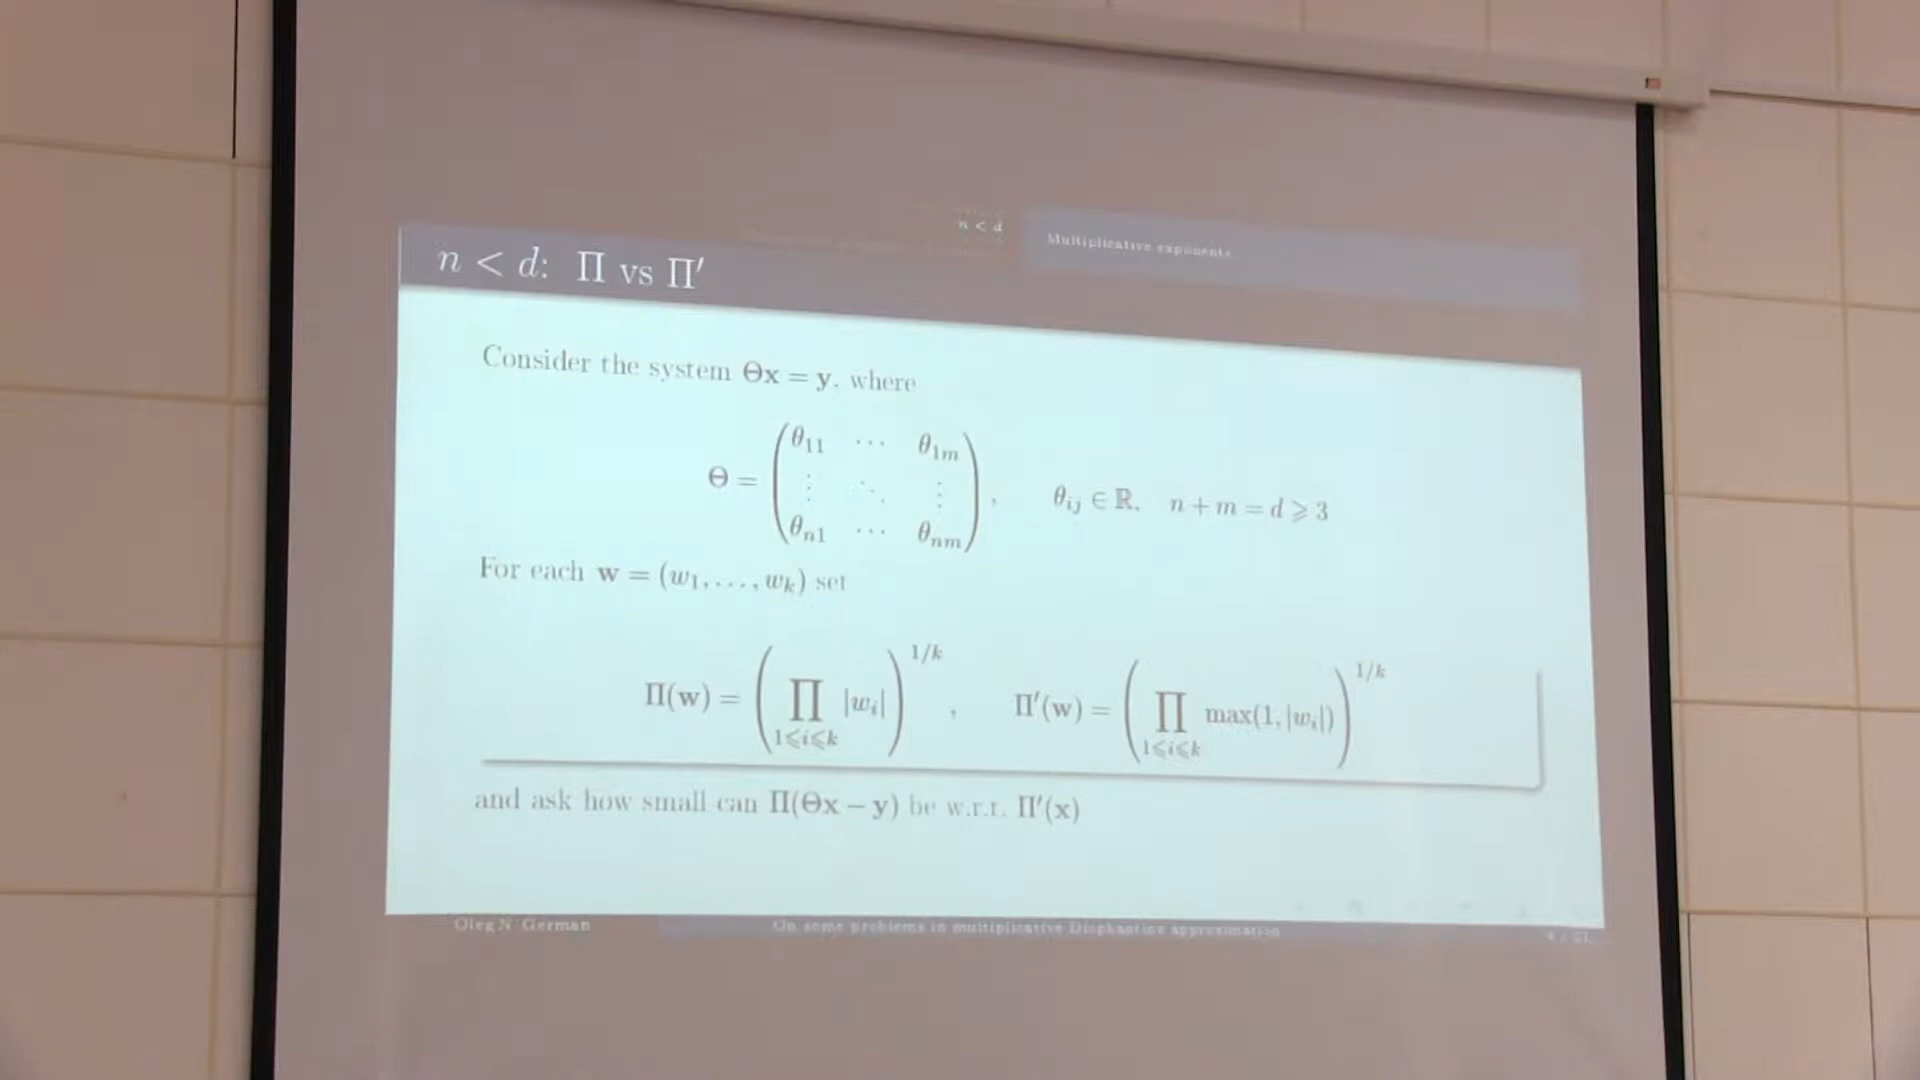 n < d
Multiplicative exponents
n < d: Π vs Π′
Consider the system Θx = y. where
Θ = (θ11 ⋯ θ1m ⋮ ⋱ ⋮ θn1 ⋯ θnm), θij ∈ ℝ, n + m = d ⩾ 3
For each w = (w1, . . . , wk) set
Π(w) = (∏1⩽i⩽k |wi|)^1/k, Π′(w) = (∏1⩽i⩽k max(1, |wi|))^1/k
and ask how small can Π(Θx − y) be w.r.t. Π′(x)
Oleg N. German
On some problems in multiplicative Diophantine approximation